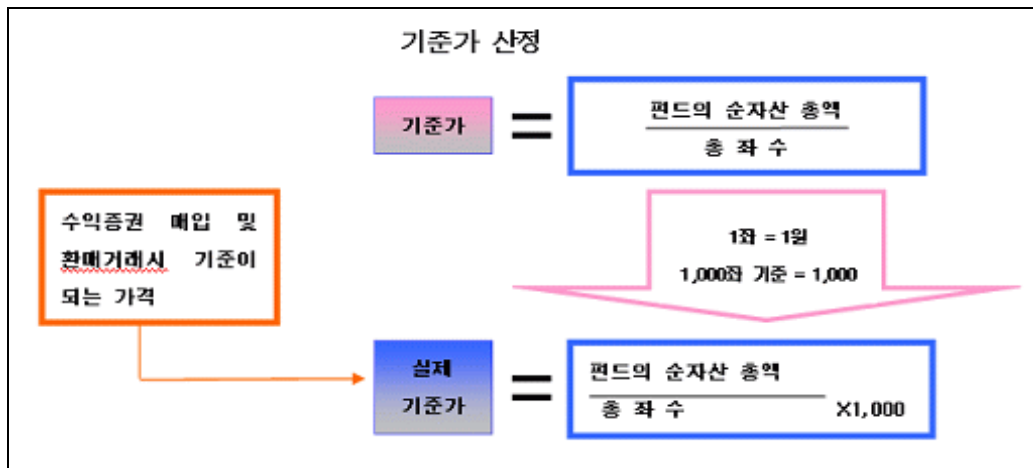 기준가 산정
기준가
=
펀드의 순자산 총액
총 좌 수
수익증권 매입 및
환매거래시 기준이
되는 가격
1좌 = 1원
1,000좌 기준 = 1,000
실제
기준가
=
펀드의 순자산 총액
총 좌 수 X1,000